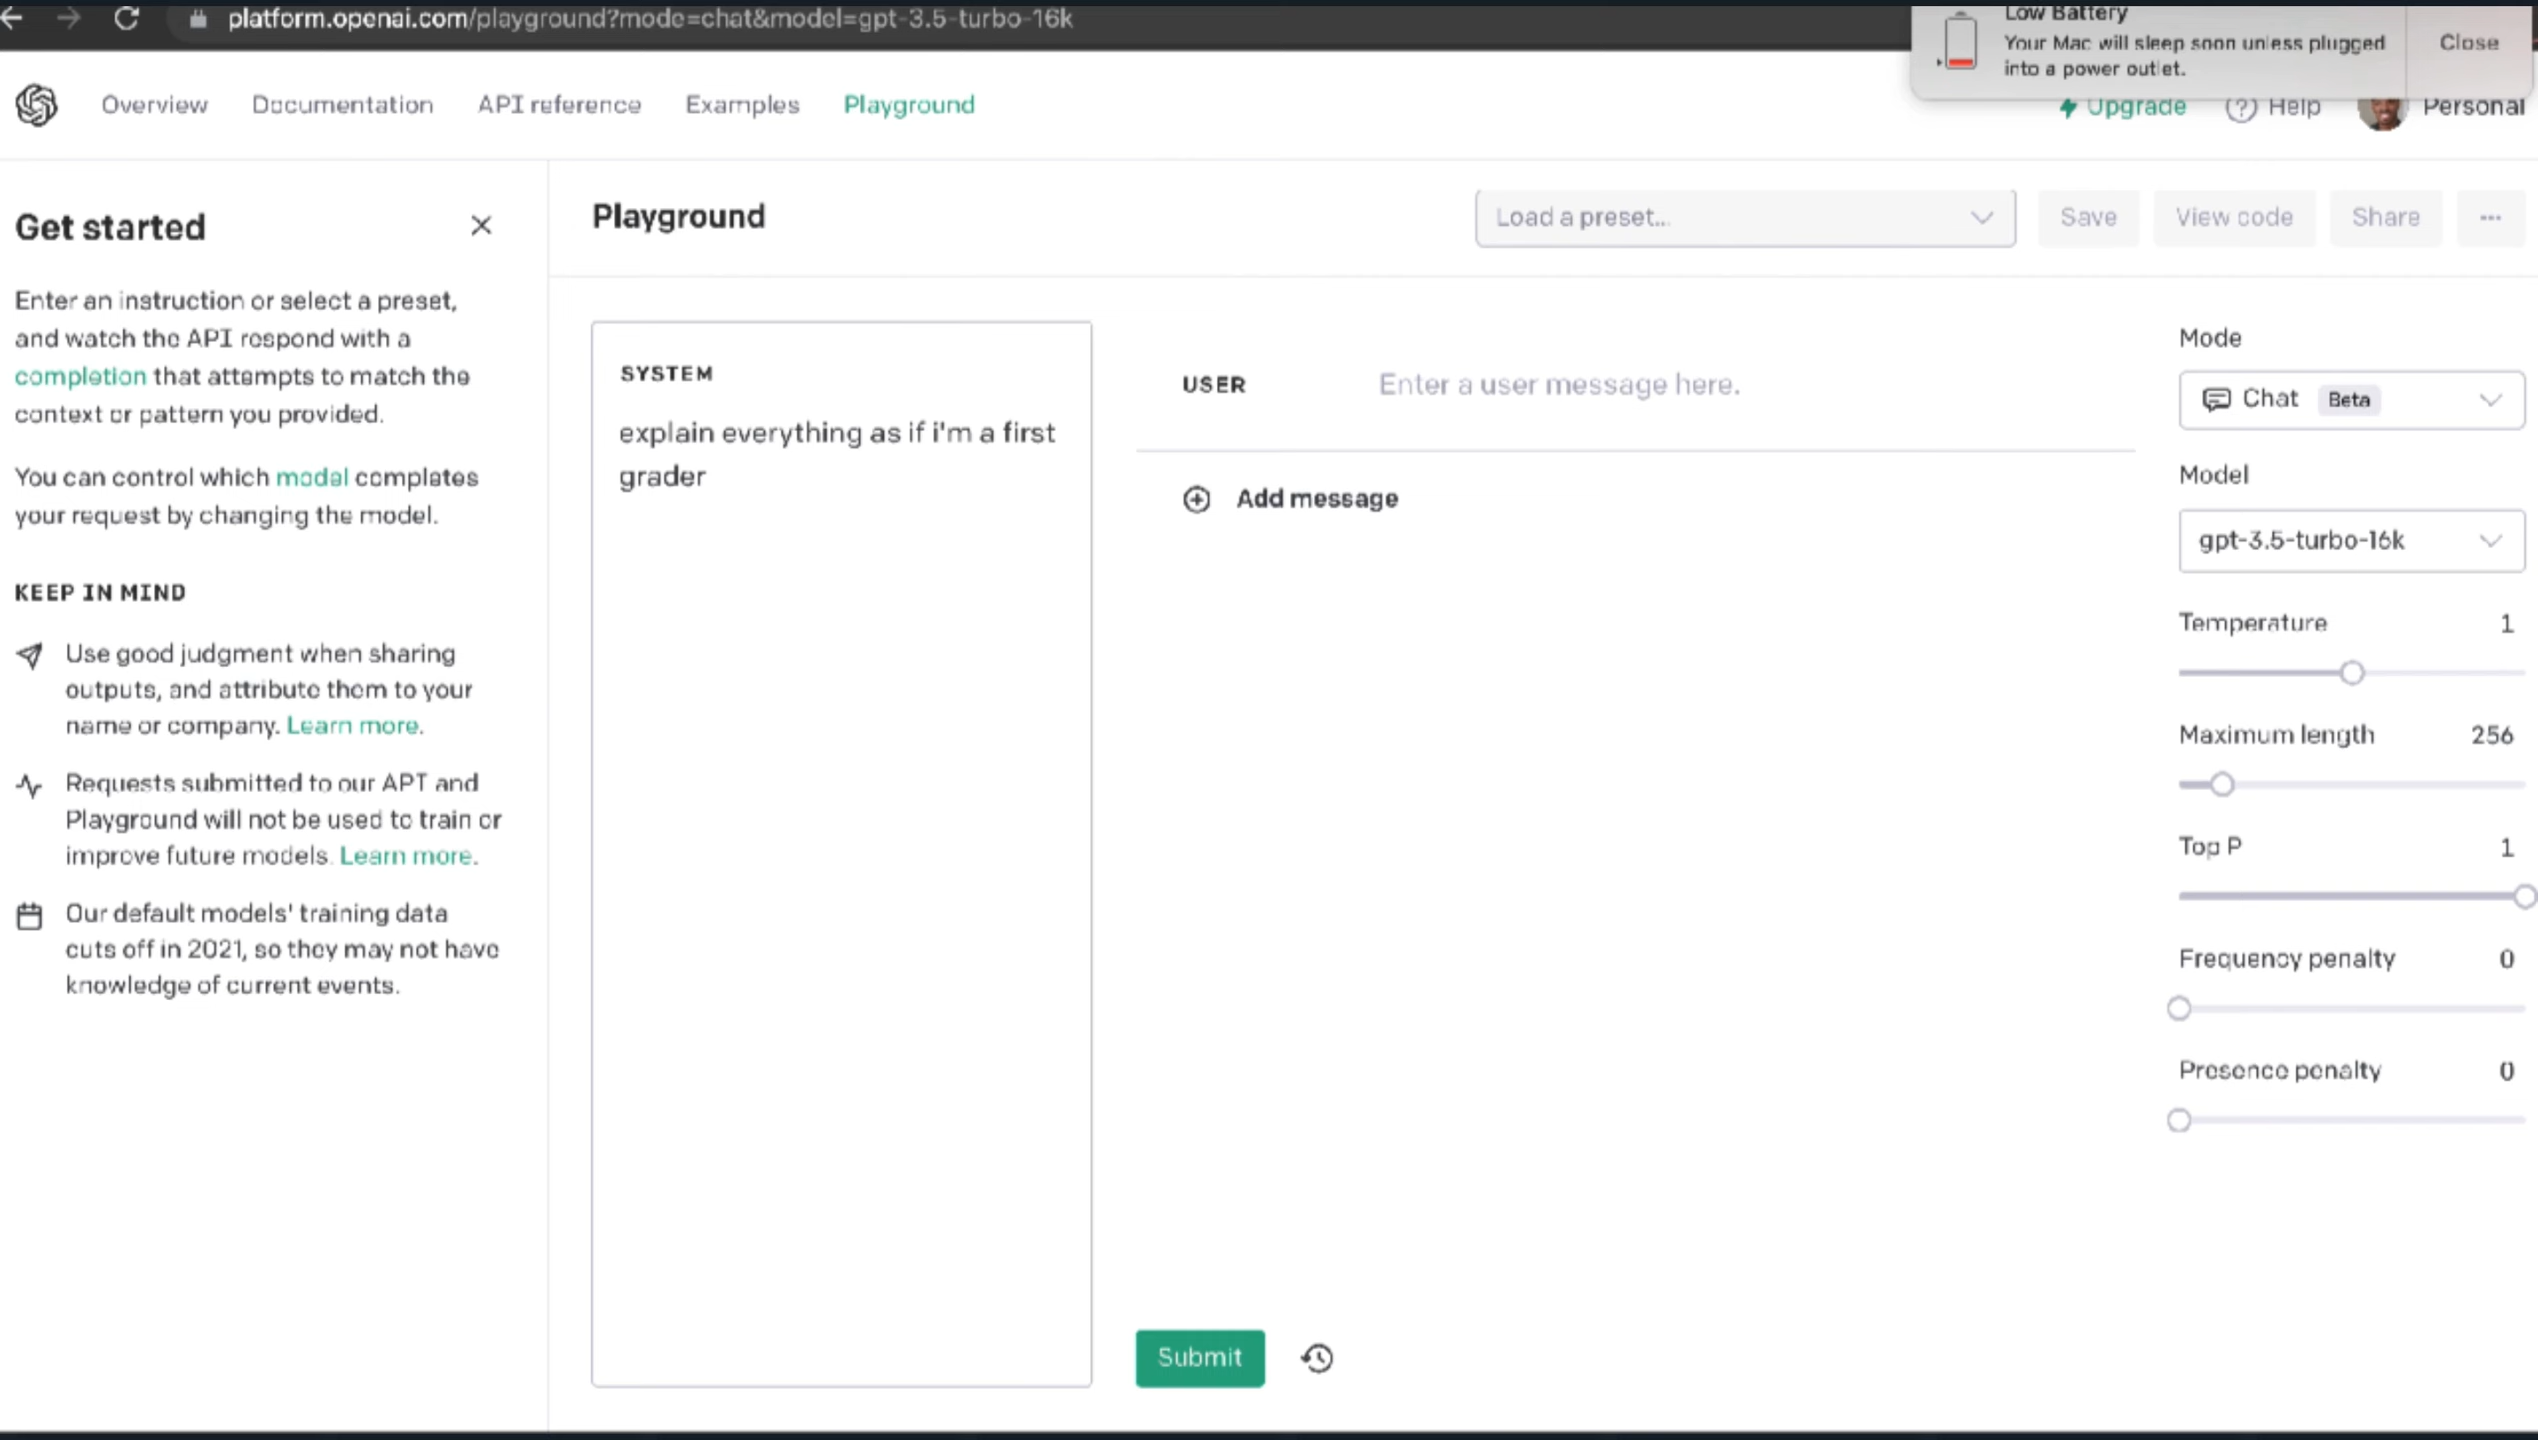 platform.openai.com/playground?mode=chat&model=gpt-3.5-turbo-16k
Low Battery
Your Mac will sleep soon unless plugged
into a power outlet.
Close
Overview
Documentation
API reference
Examples
Playground
Upgrade
Help
Personal
Get started
Enter an instruction or select a preset,
and watch the API respond with a
completion that attempts to match the
context or pattern you provided.
You can control which model completes
your request by changing the model.
KEEP IN MIND
Use good judgment when sharing
outputs, and attribute them to your
name or company. Learn more.
Requests submitted to our API and
Playground will not be used to train or
improve future models. Learn more.
Our default models' training data
cuts off in 2021, so they may not have
knowledge of current events.
Playground
Load a preset...
Save
View code
Share
...
SYSTEM
explain everything as if i'm a first
grader
USER
Enter a user message here.
Add message
Submit
Mode
Chat Beta
Model
gpt-3.5-turbo-16k
Temperature 1
Maximum length 256
Top P 1
Frequency penalty 0
Presence penalty 0